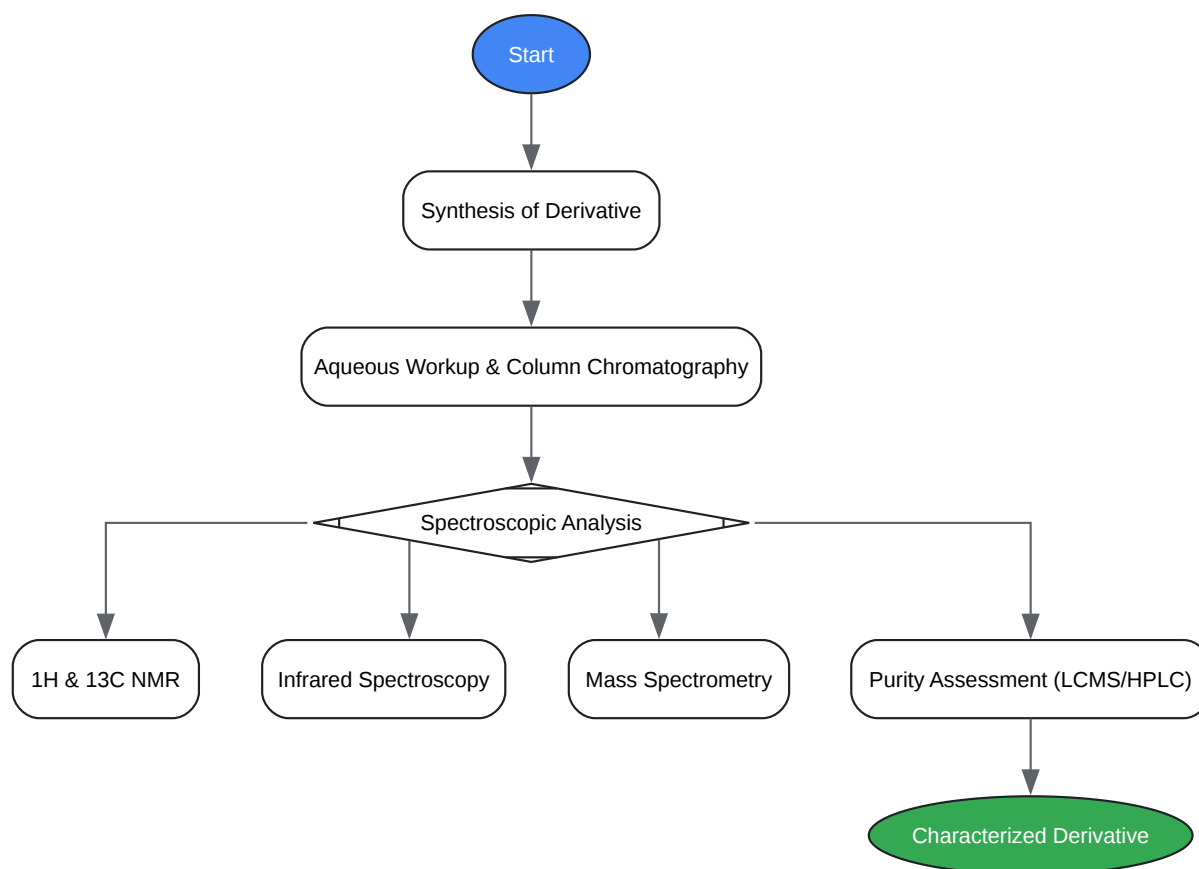 Start
Synthesis of Derivative
Aqueous Workup & Column Chromatography
Spectroscopic Analysis
1H & 13C NMR
Infrared Spectroscopy
Mass Spectrometry
Purity Assessment (LCMS/HPLC)
Characterized Derivative